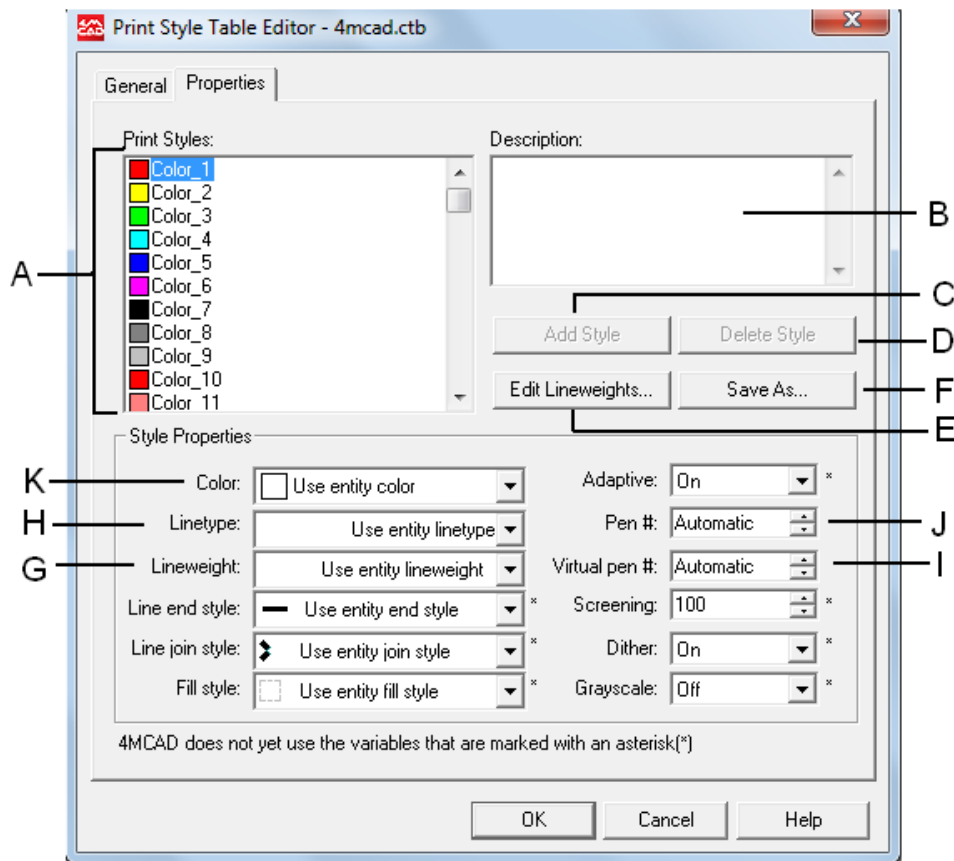 4M CAD Print Style Table Editor - 4mcad.ctb
General Properties
Print Styles: Description:
Color_1
Color_2
Color_3
Color_4
Color_5
Color_6
Color_7
Color_8
Color_9
Color_10
Color_11
A
B
C
Add Style Delete Style
D
Edit Lineweights... Save As...
F
E
Style Properties
K Color: Use entity color Adaptive: On *
H Linetype: Use entity linetype Pen #: Automatic J
G Lineweight: Use entity lineweight Virtual pen #: Automatic I
Line end style: Use entity end style * Screening: 100 *
Line join style: Use entity join style * Dither: On *
Fill style: Use entity fill style * Grayscale: Off *
4MCAD does not yet use the variables that are marked with an asterisk(*)
OK Cancel Help